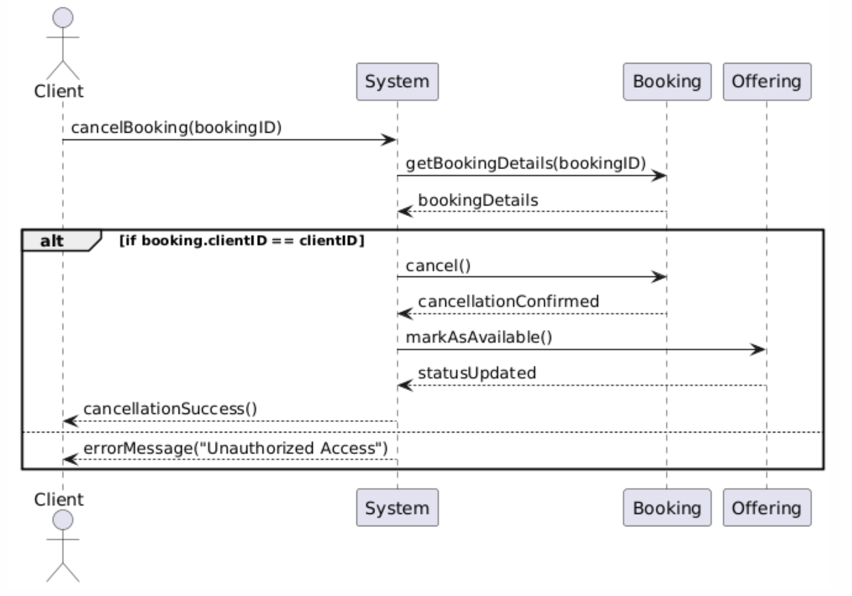 Client
System
Booking
Offering
cancelBooking(bookingID)
getBookingDetails(bookingID)
bookingDetails
alt
[if booking.clientID == clientID]
cancel()
cancellationConfirmed
markAsAvailable()
statusUpdated
cancellationSuccess()
errorMessage("Unauthorized Access")
Client
System
Booking
Offering